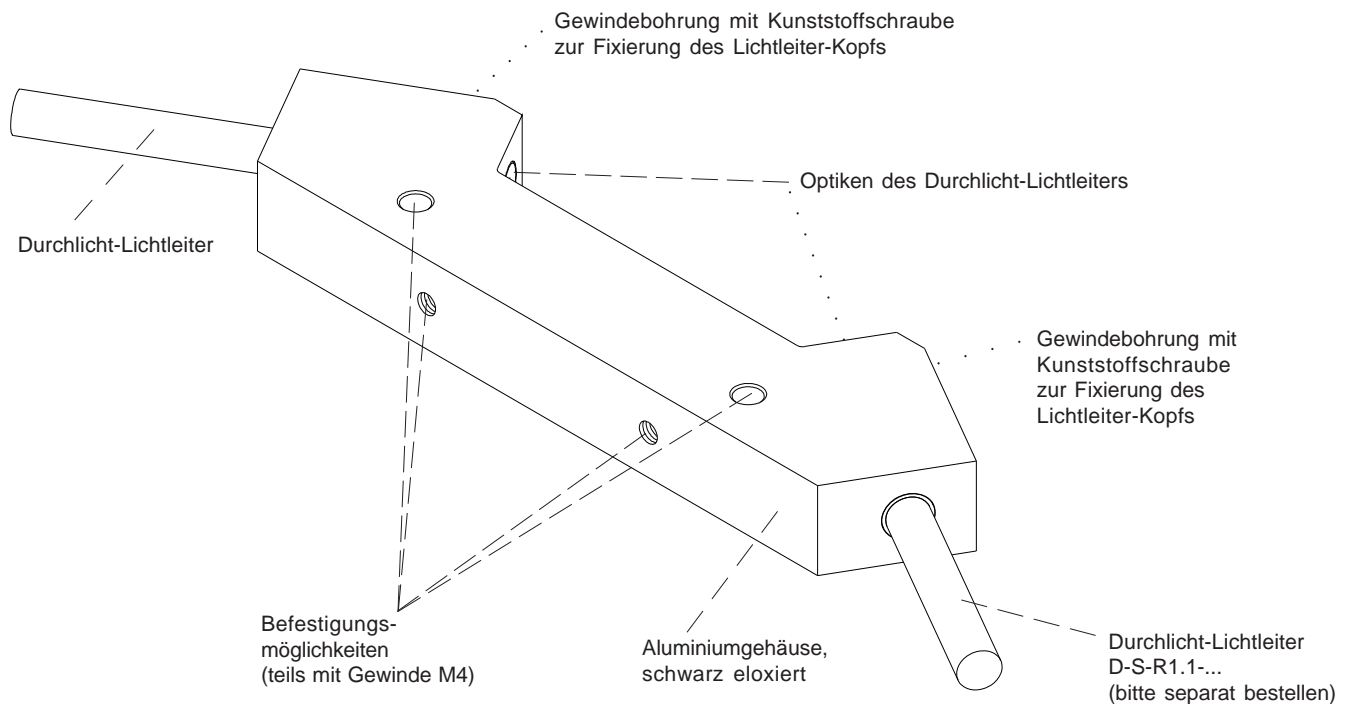 Gewindebohrung mit Kunststoffschraube
zur Fixierung des Lichtleiter-Kopfs
Optiken des Durchlicht-Lichtleiters
Durchlicht-Lichtleiter
Gewindebohrung mit
Kunststoffschraube
zur Fixierung des
Lichtleiter-Kopfs
Befestigungs-
möglichkeiten
(teils mit Gewinde M4)
Aluminiumgehäuse,
schwarz eloxiert
Durchlicht-Lichtleiter
D-S-R1.1-...
(bitte separat bestellen)